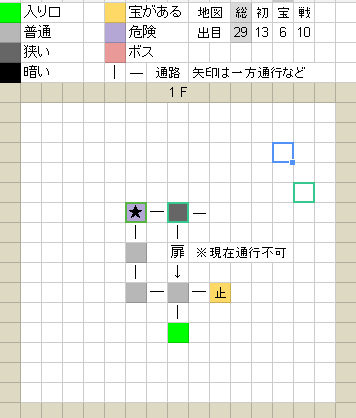 入り口 宝がある 地図 総 初 宝 戦
普通 危険 出目 29 13 6 10
狭い ボス
暗い | ― 通路 矢印は一方通行など
1F
★ ― ―
| |
扉 ※現在通行不可
| ↓
― ― 止
|